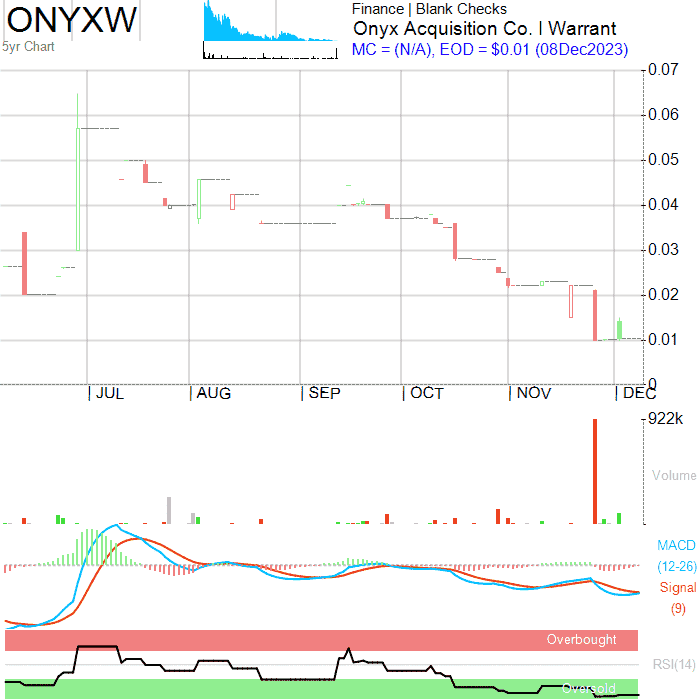 ONYXW
5yr Chart
Finance | Blank Checks
Onyx Acquisition Co. I Warrant
MC = (N/A), EOD = $0.01 (08Dec2023)
0.07
0.06
0.05
0.04
0.03
0.02
0.01
0
JUL AUG SEP OCT NOV DEC
922k
Volume
MACD
(12-26)
Signal
(9)
Overbought
RSI(14)
Oversold